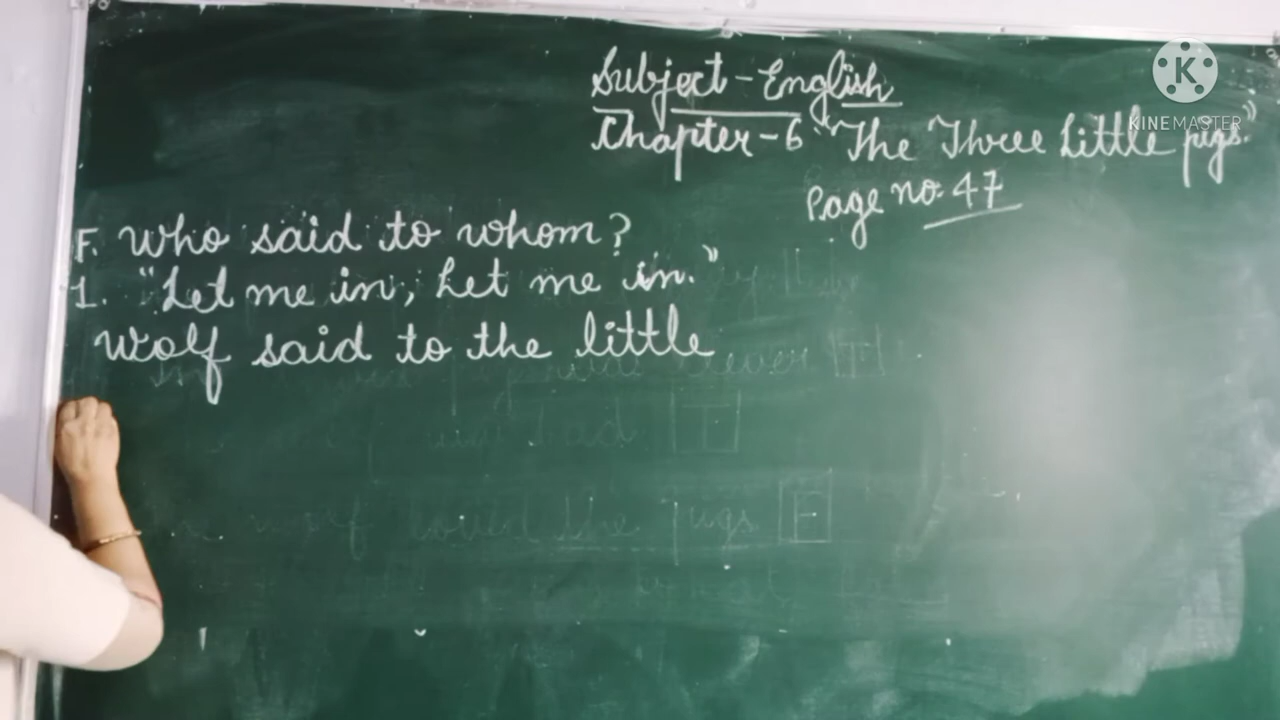 Subject - English
Chapter - 6 "The Three Little pigs."
Page no. 47
F. Who said to whom?
1. "Let me in, Let me in."
Wolf said to the little
KINEMASTER